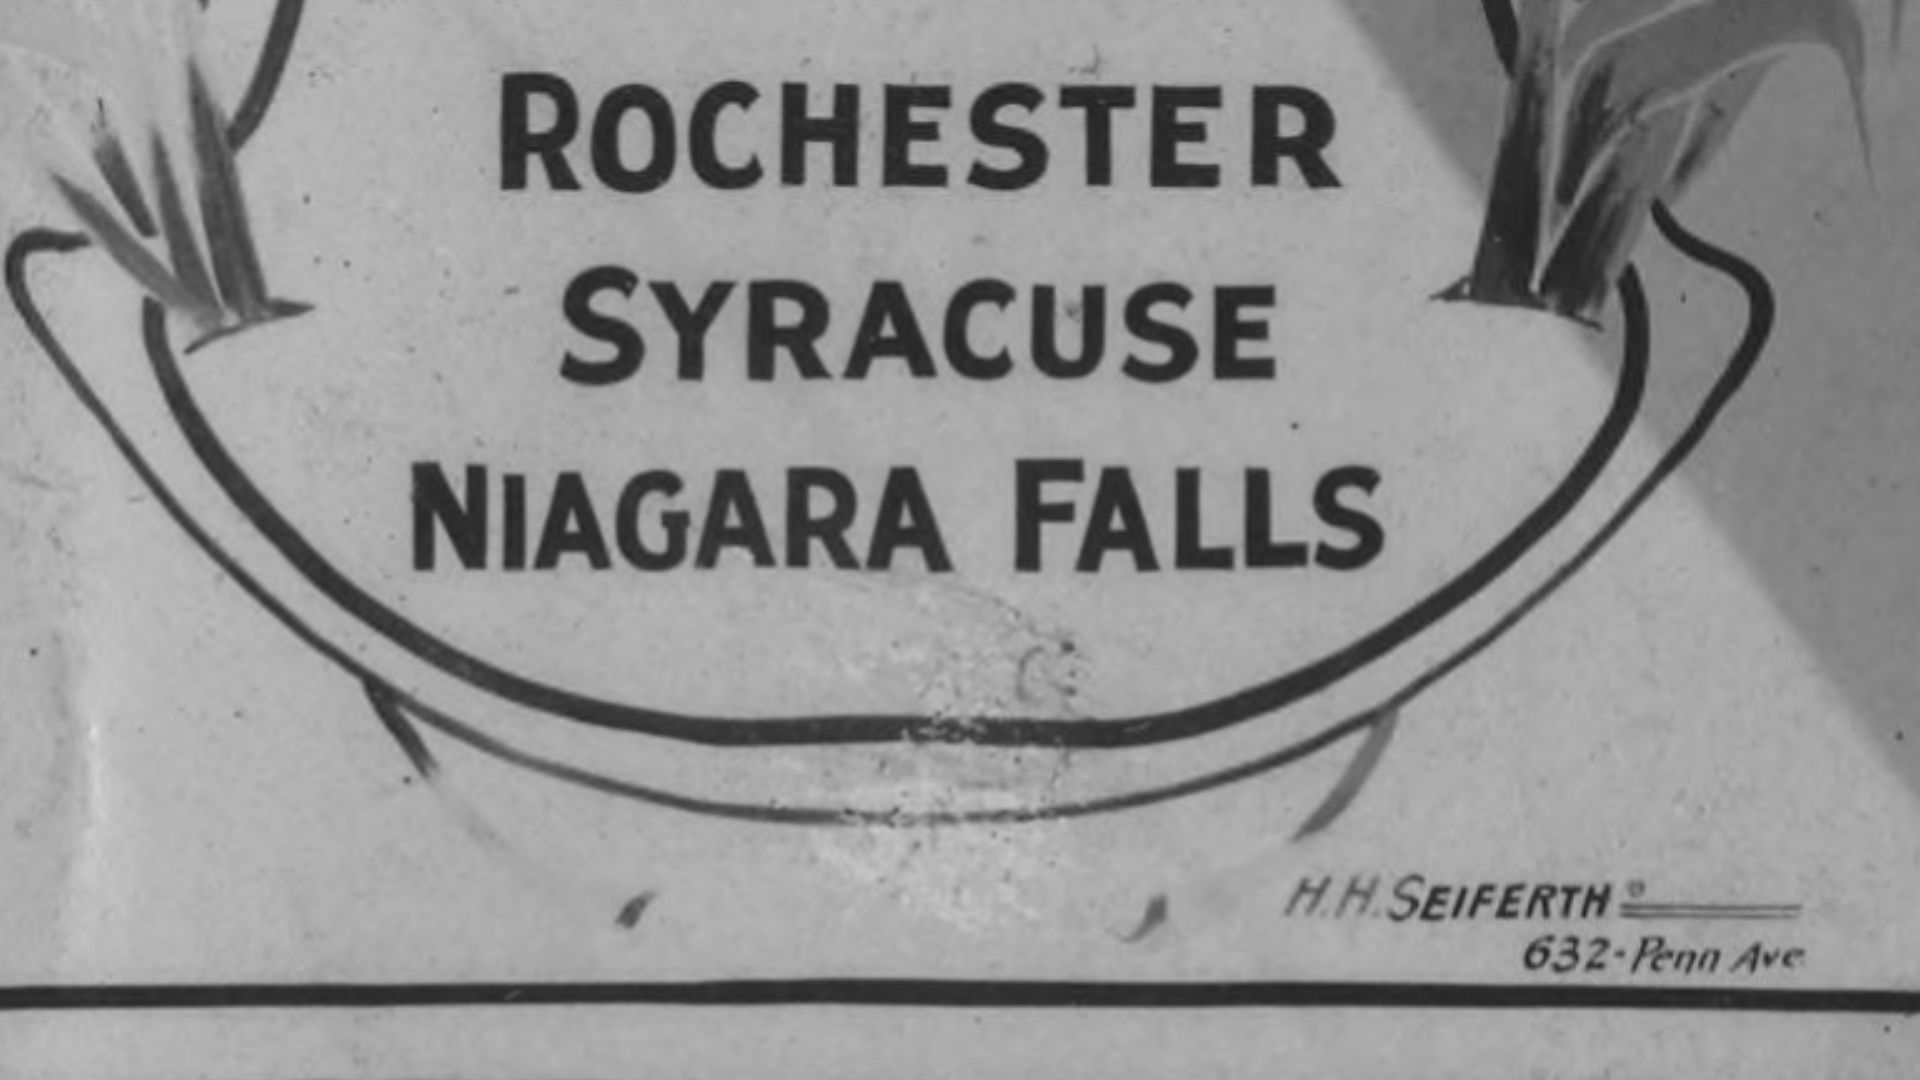 ROCHESTER
SYRACUSE
NIAGARA FALLS
H.H. SEIFERTH
632- Penn Ave